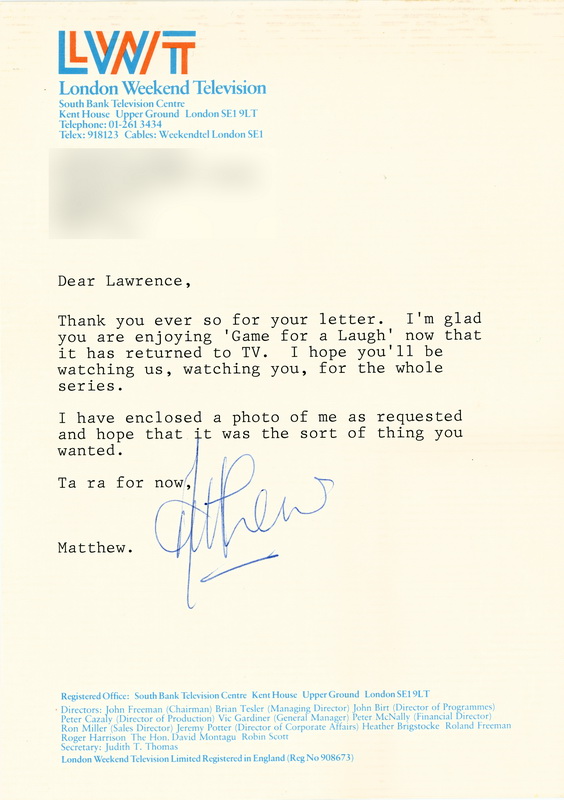 LWT
London Weekend Television
South Bank Television Centre
Kent House Upper Ground London SE1 9LT
Telephone: 01-261 3434
Telex: 918123 Cables: Weekendtel London SE1
Dear Lawrence,
Thank you ever so for your letter. I'm glad
you are enjoying 'Game for a Laugh' now that
it has returned to TV. I hope you'll be
watching us, watching you, for the whole
series.
I have enclosed a photo of me as requested
and hope that it was the sort of thing you
wanted.
Ta ra for now,
Matthew
Matthew.
Registered Office: South Bank Television Centre Kent House Upper Ground London SE1 9LT
Directors: John Freeman (Chairman) Brian Tesler (Managing Director) John Birt (Director of Programmes)
Peter Cazaly (Director of Production) Vic Gardiner (General Manager) Peter McNally (Financial Director)
Ron Miller (Sales Director) Jeremy Potter (Director of Corporate Affairs) Heather Brigstocke Roland Freeman
Roger Harrison The Hon. David Montagu Robin Scott
Secretary: Judith T. Thomas
London Weekend Television Limited Registered in England (Reg No 908673)